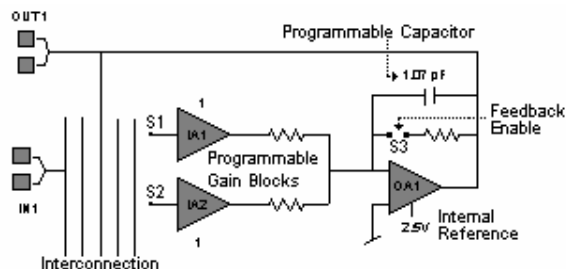 OUT1
Programmable Capacitor
1.07 pF
Feedback
Enable
S1
1
IA1
S3
Programmable
Gain Blocks
S2
IA2
OA1
IN1
1
2.5V
Internal
Reference
Interconnection